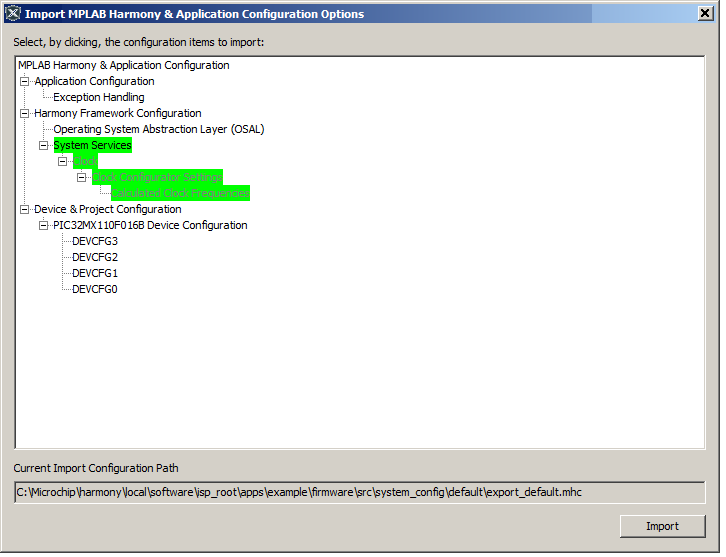 Import MPLAB Harmony & Application Configuration Options
Select, by clicking, the configuration items to import:
MPLAB Harmony & Application Configuration
Application Configuration
Exception Handling
Harmony Framework Configuration
Operating System Abstraction Layer (OSAL)
System Services
Clock
Clock Configurator Settings
Calculated Clock Frequencies
Device & Project Configuration
PIC32MX110F016B Device Configuration
DEVCFG3
DEVCFG2
DEVCFG1
DEVCFG0
Current Import Configuration Path
C:\Microchip\harmony\local\software\isp_root\apps\example\firmware\src\system_config\default\export_default.mhc
Import